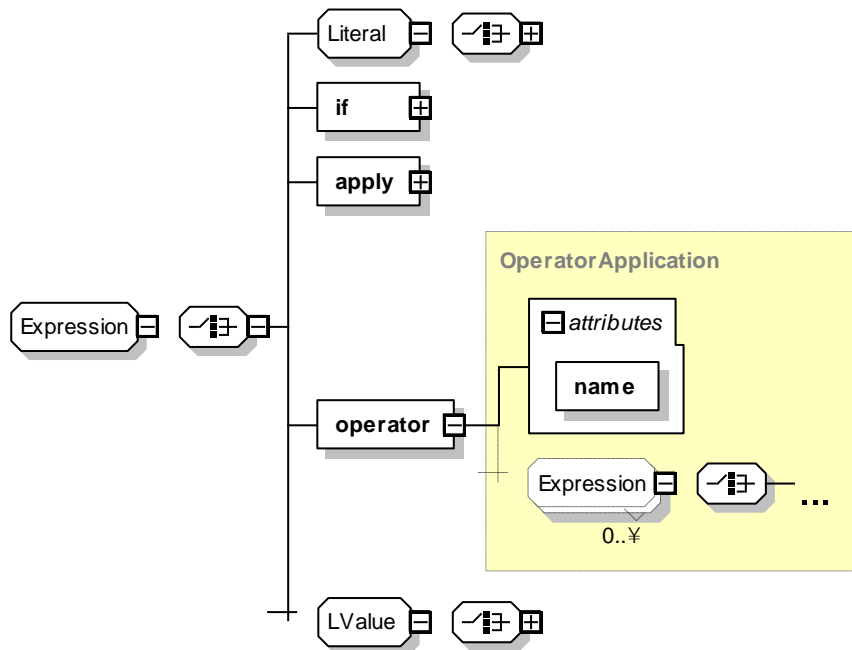 Literal
if
apply
OperatorApplication
attributes
name
Expression
operator
Expression
...
0..¥
LValue